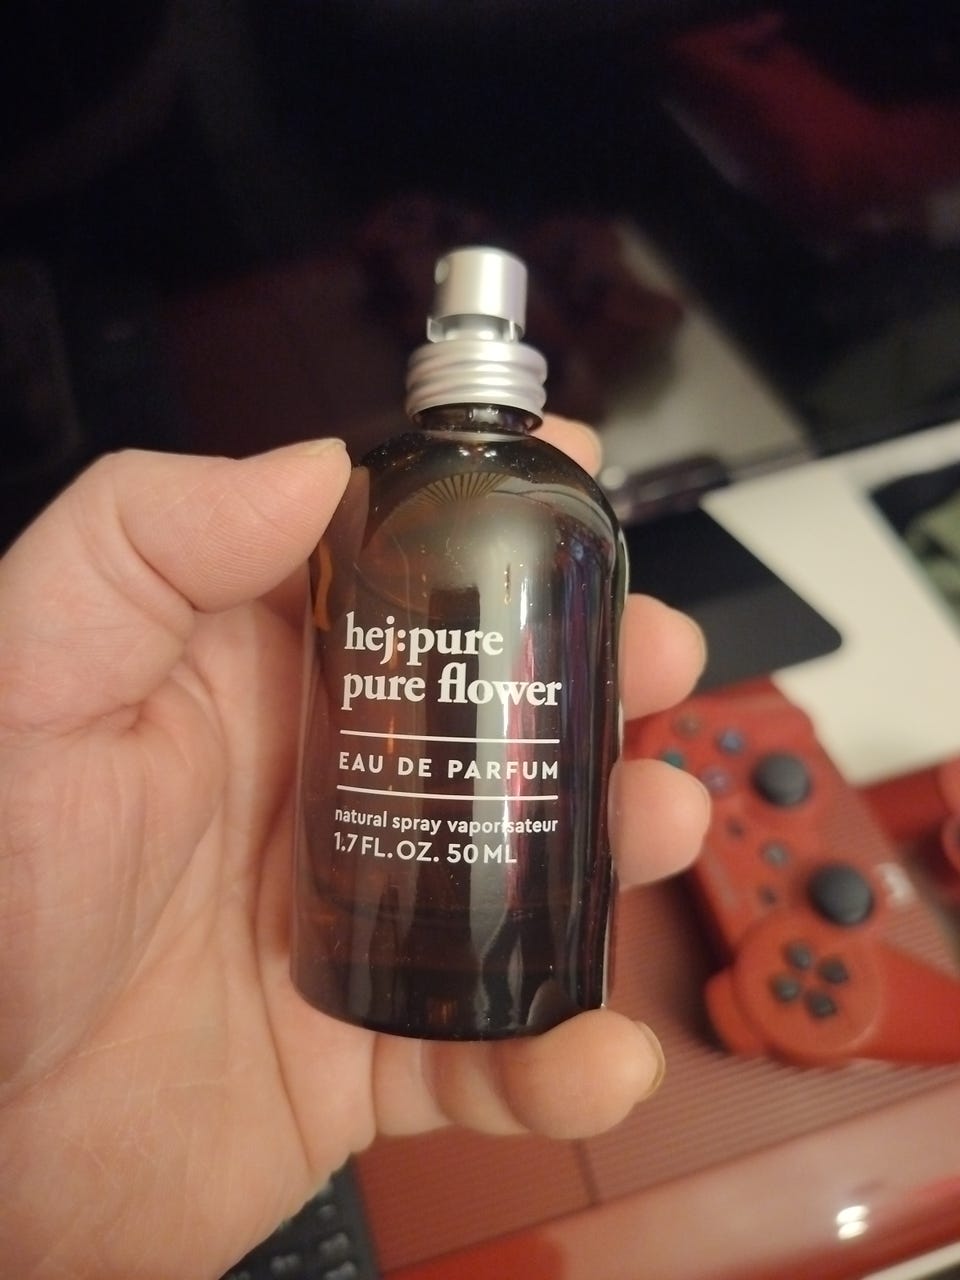 hej:pure
pure flower
EAU DE PARFUM
natural spray vaporisateur
1.7 FL.OZ. 50 ML